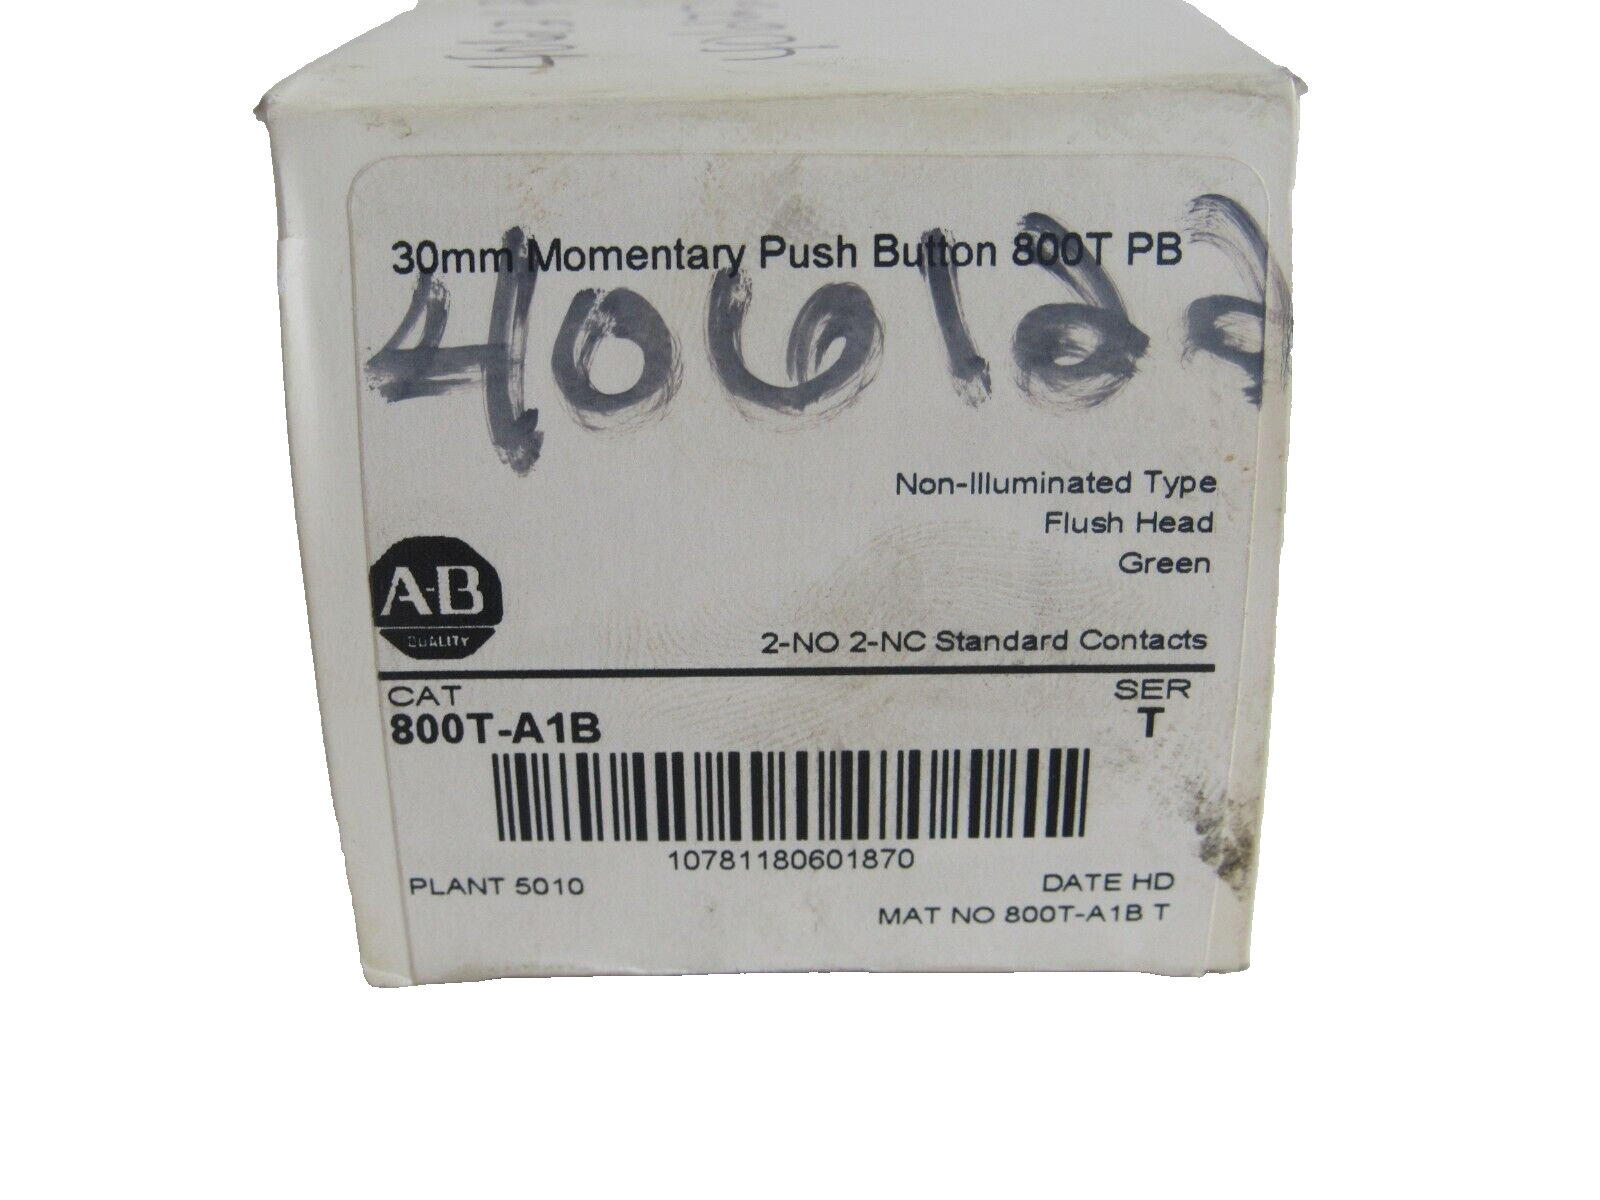 30mm Momentary Push Button 800T PB
406122
Non-Illuminated Type
Flush Head
Green
A-B
QUALITY
2-NO 2-NC Standard Contacts
CAT
SER
800T-A1B
T
10781180601870
PLANT 5010
DATE HD
MAT NO 800T-A1B T